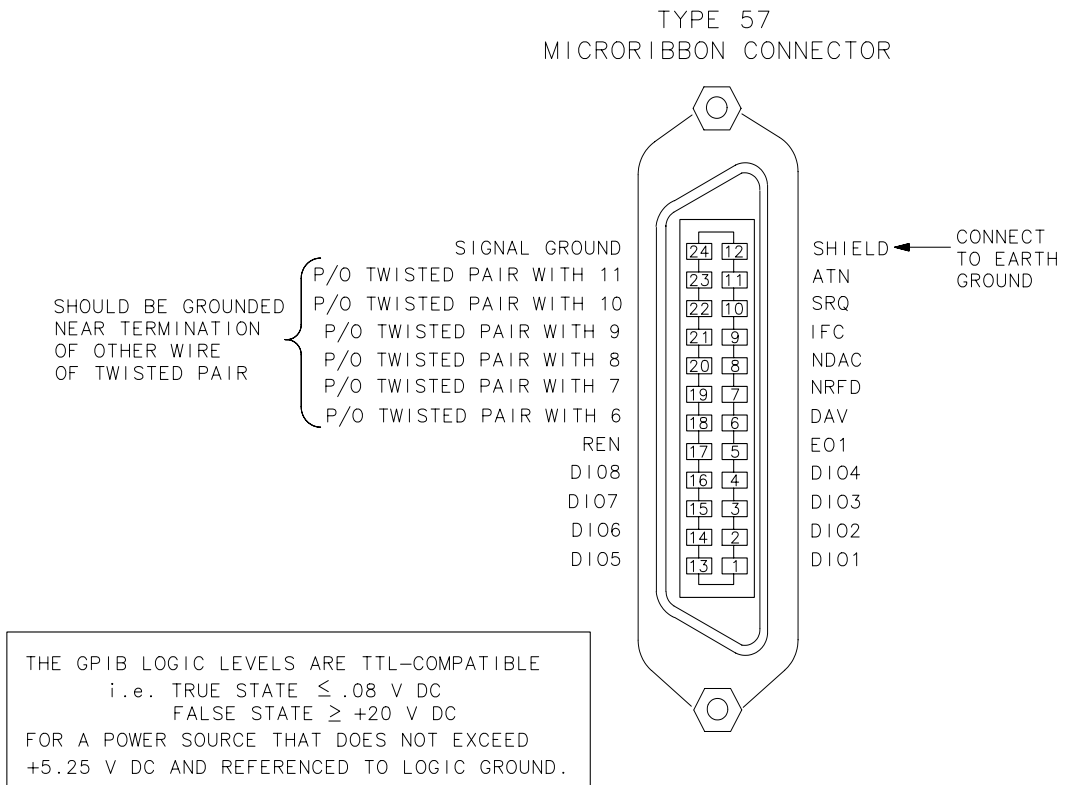 TYPE 57
MICRORIBBON CONNECTOR
SIGNAL GROUND 24 12 SHIELD
CONNECT
TO EARTH
GROUND
P/O TWISTED PAIR WITH 11 23 11 ATN
P/O TWISTED PAIR WITH 10 22 10 SRQ
P/O TWISTED PAIR WITH 9 21 9 IFC
P/O TWISTED PAIR WITH 8 20 8 NDAC
P/O TWISTED PAIR WITH 7 19 7 NRFD
P/O TWISTED PAIR WITH 6 18 6 DAV
SHOULD BE GROUNDED
NEAR TERMINATION
OF OTHER WIRE
OF TWISTED PAIR
REN 17 5 EO1
DIO8 16 4 DIO4
DIO7 15 3 DIO3
DIO6 14 2 DIO2
DIO5 13 1 DIO1
THE GPIB LOGIC LEVELS ARE TTL-COMPATIBLE
i.e. TRUE STATE ≤ .08 V DC
FALSE STATE ≥ +20 V DC
FOR A POWER SOURCE THAT DOES NOT EXCEED
+5.25 V DC AND REFERENCED TO LOGIC GROUND.